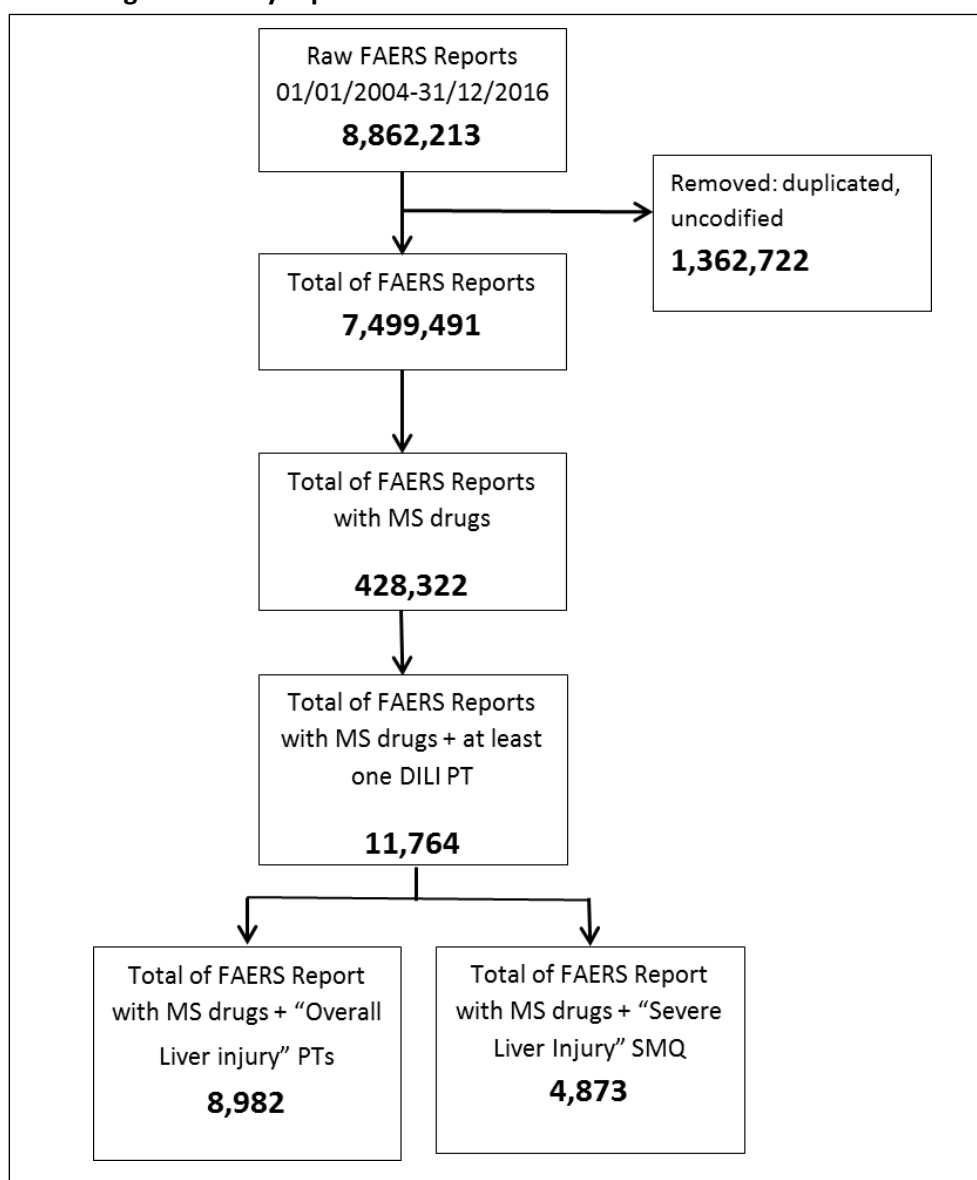 Raw FAERS Reports
01/01/2004-31/12/2016
8,862,213
Removed: duplicated,
uncodified
1,362,722
Total of FAERS Reports
7,499,491
Total of FAERS Reports
with MS drugs
428,322
Total of FAERS Reports
with MS drugs + at least
one DILI PT
11,764
Total of FAERS Report
with MS drugs + “Overall
Liver injury” PTs
8,982
Total of FAERS Report
with MS drugs + “Severe
Liver Injury” SMQ
4,873